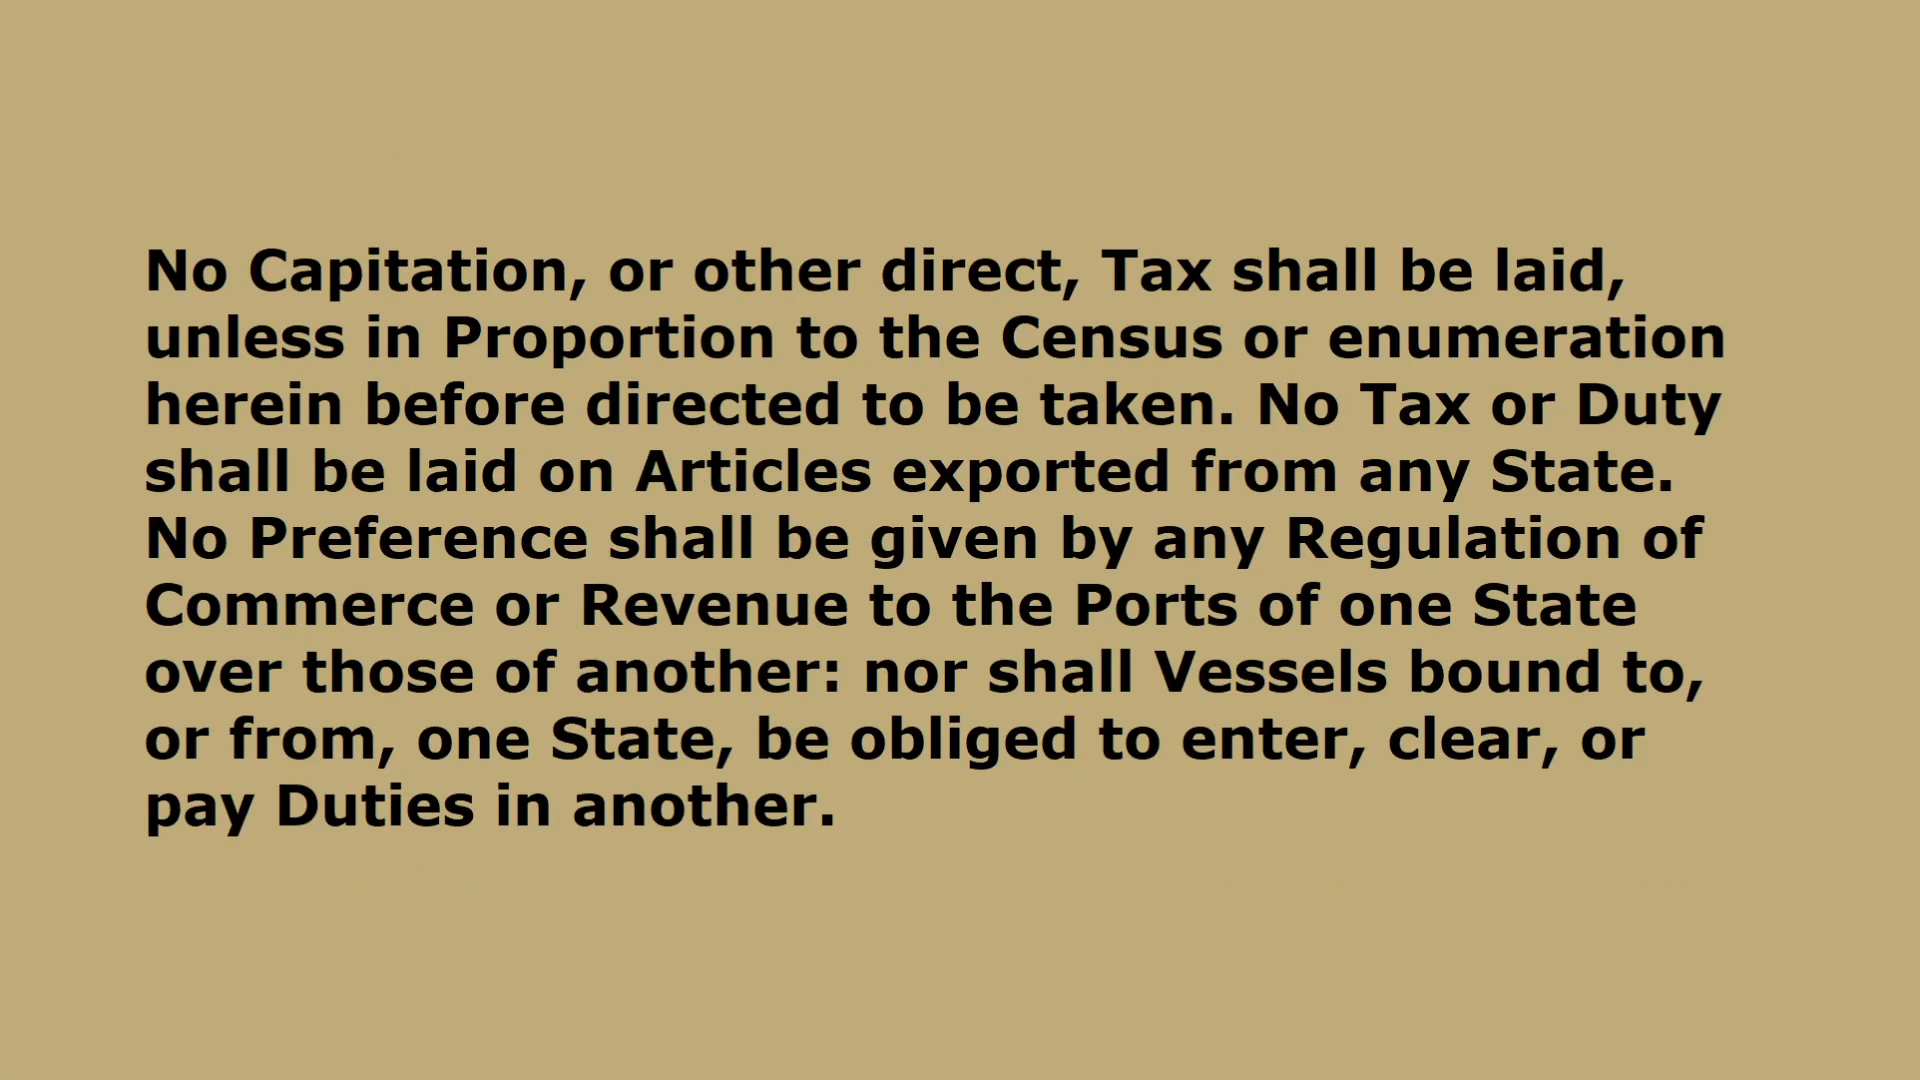 No Capitation, or other direct, Tax shall be laid,
unless in Proportion to the Census or enumeration
herein before directed to be taken. No Tax or Duty
shall be laid on Articles exported from any State.
No Preference shall be given by any Regulation of
Commerce or Revenue to the Ports of one State
over those of another: nor shall Vessels bound to,
or from, one State, be obliged to enter, clear, or
pay Duties in another.